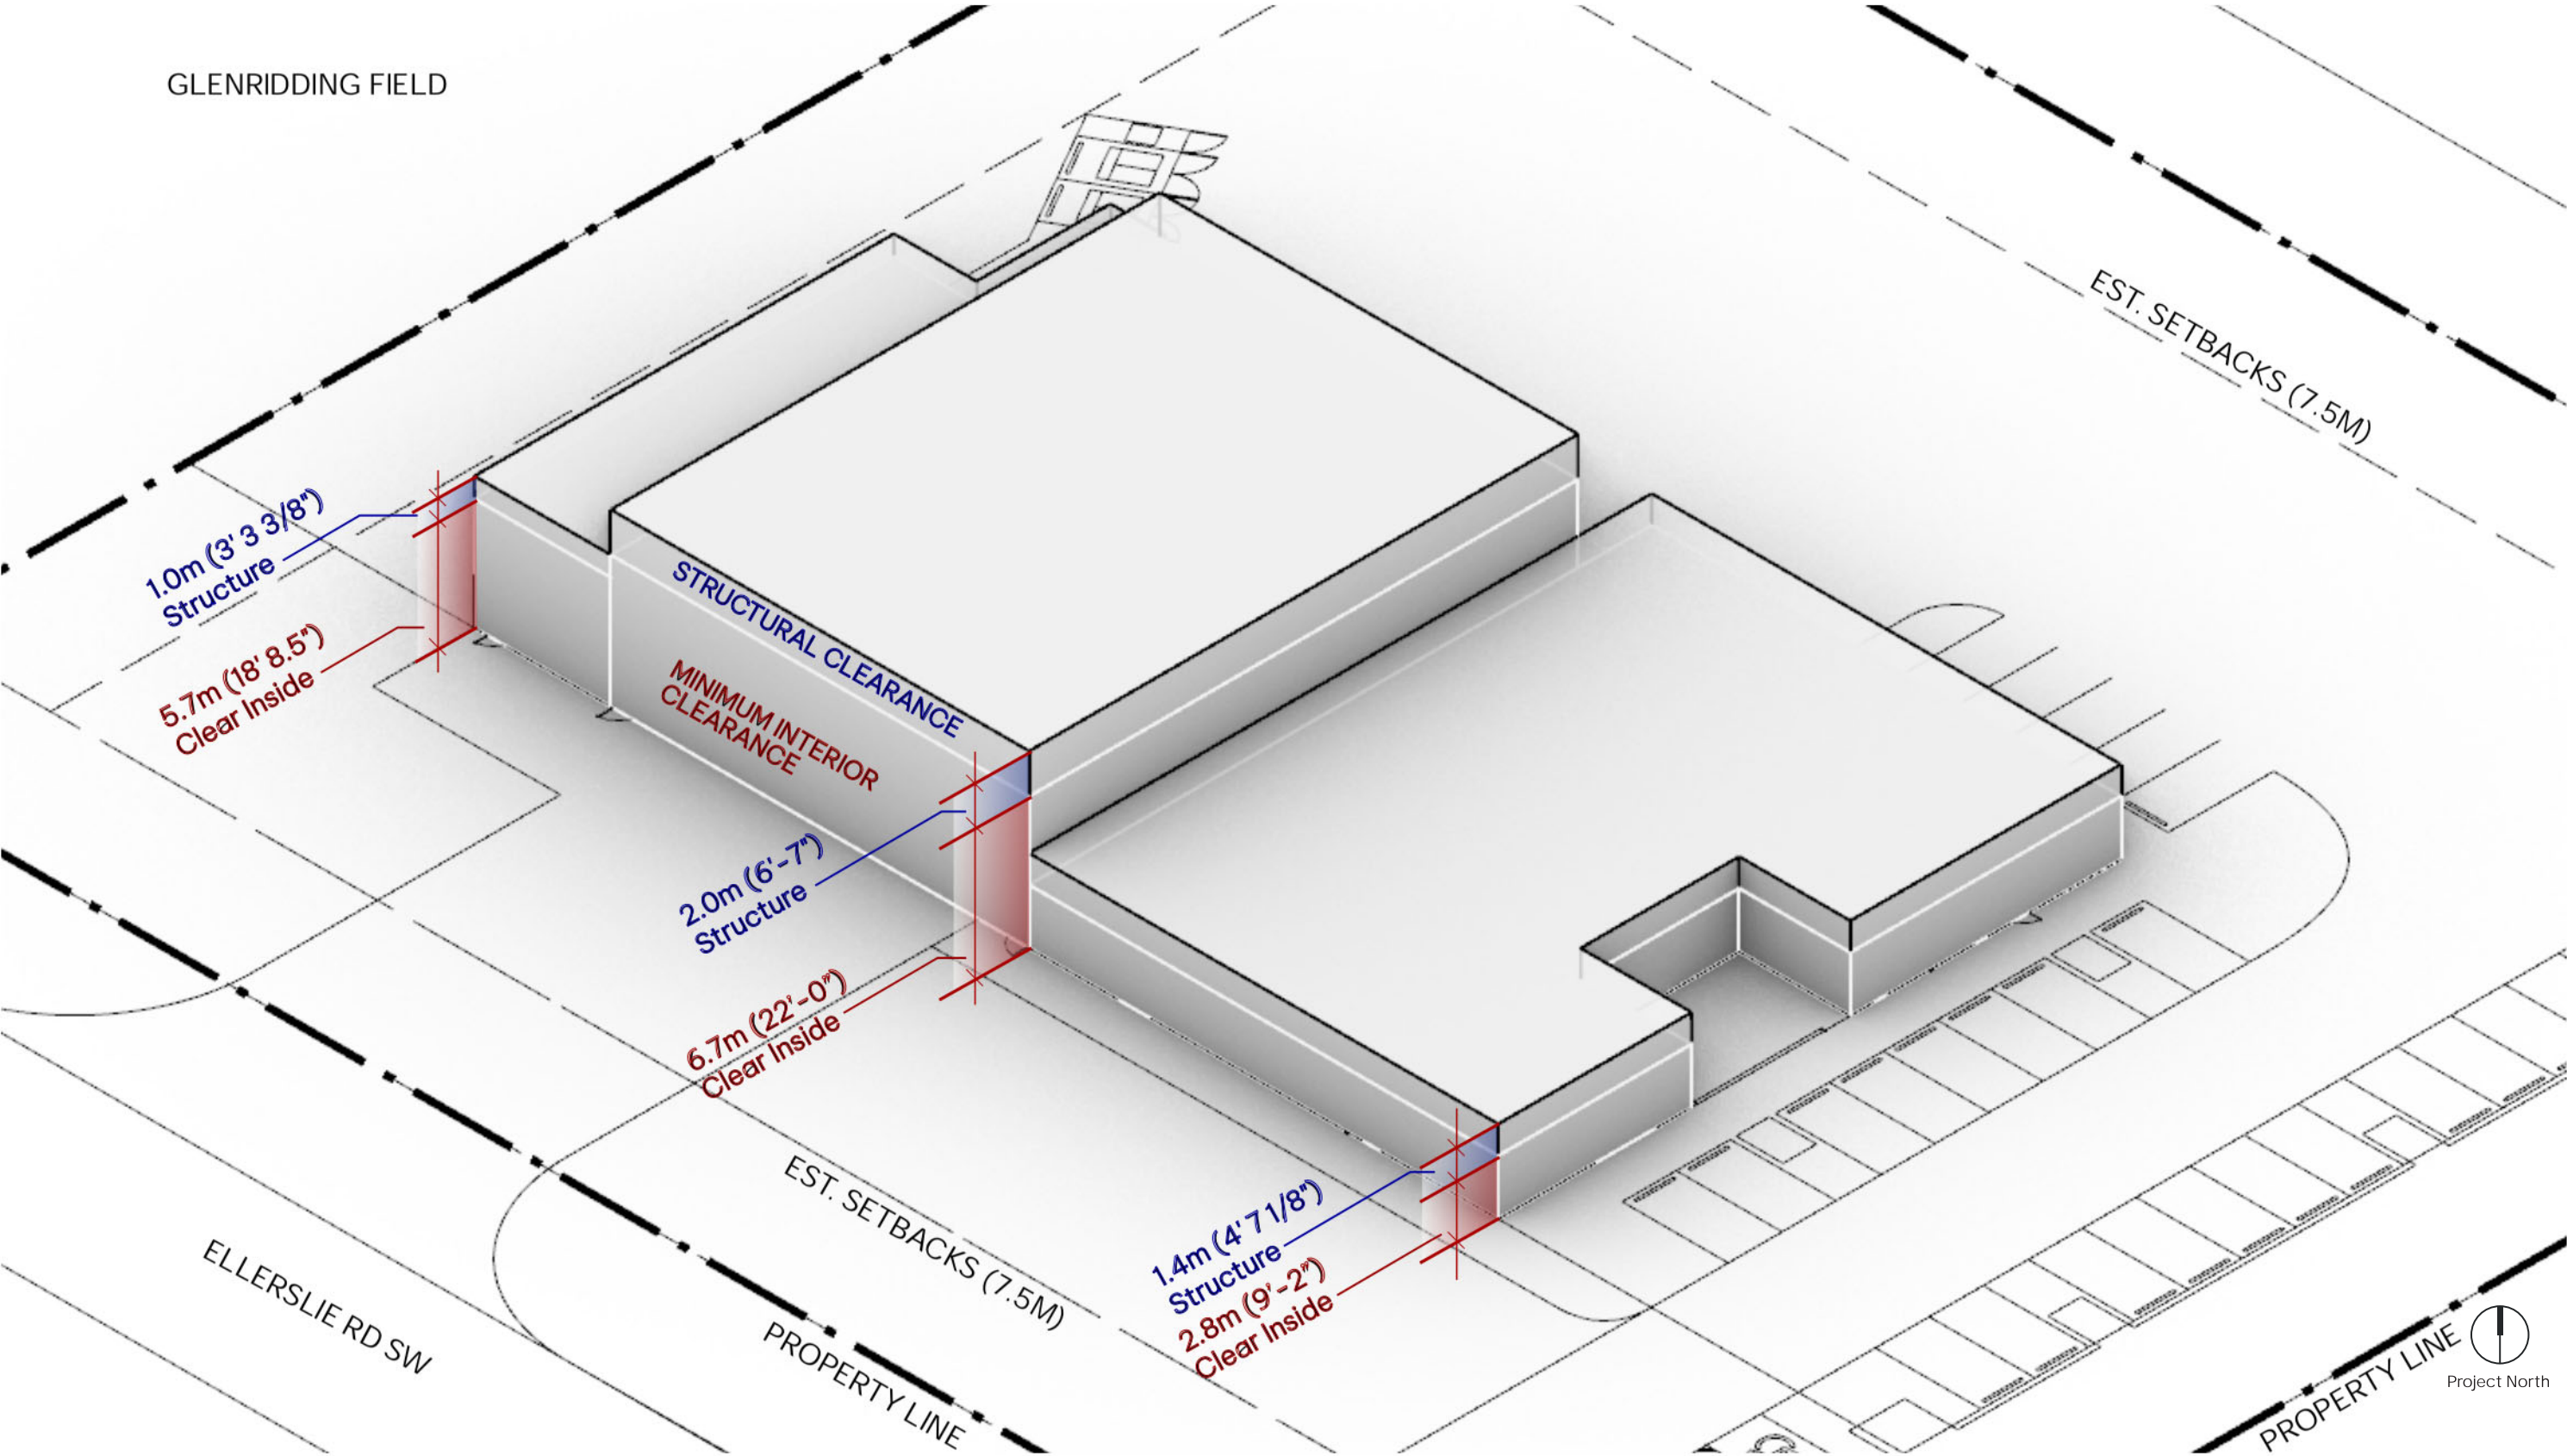 GLENRIDDING FIELD
EST. SETBACKS (7.5M)
1.0m (3' 3 3/8")
Structure
5.7m (18' 8.5")
Clear Inside
STRUCTURAL CLEARANCE
MINIMUM INTERIOR
CLEARANCE
2.0m (6'-7")
Structure
6.7m (22'-0")
Clear Inside
1.4m (4' 7 1/8")
Structure
2.8m (9'-2")
Clear Inside
EST. SETBACKS (7.5M)
ELLERSLIE RD SW
PROPERTY LINE
PROPERTY LINE
Project North